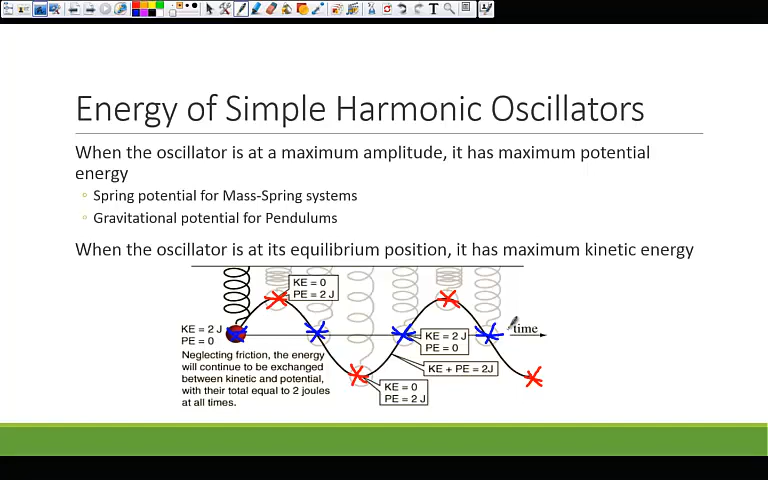 Energy of Simple Harmonic Oscillators
When the oscillator is at a maximum amplitude, it has maximum potential
energy
Spring potential for Mass-Spring systems
Gravitational potential for Pendulums
When the oscillator is at its equilibrium position, it has maximum kinetic energy
KE = 0
PE = 2 J
KE = 2 J
PE = 0
time
KE = 2 J
PE = 0
Neglecting friction, the energy
will continue to be exchanged
between kinetic and potential,
with their total equal to 2 joules
at all times.
KE + PE = 2J
KE = 0
PE = 2 J